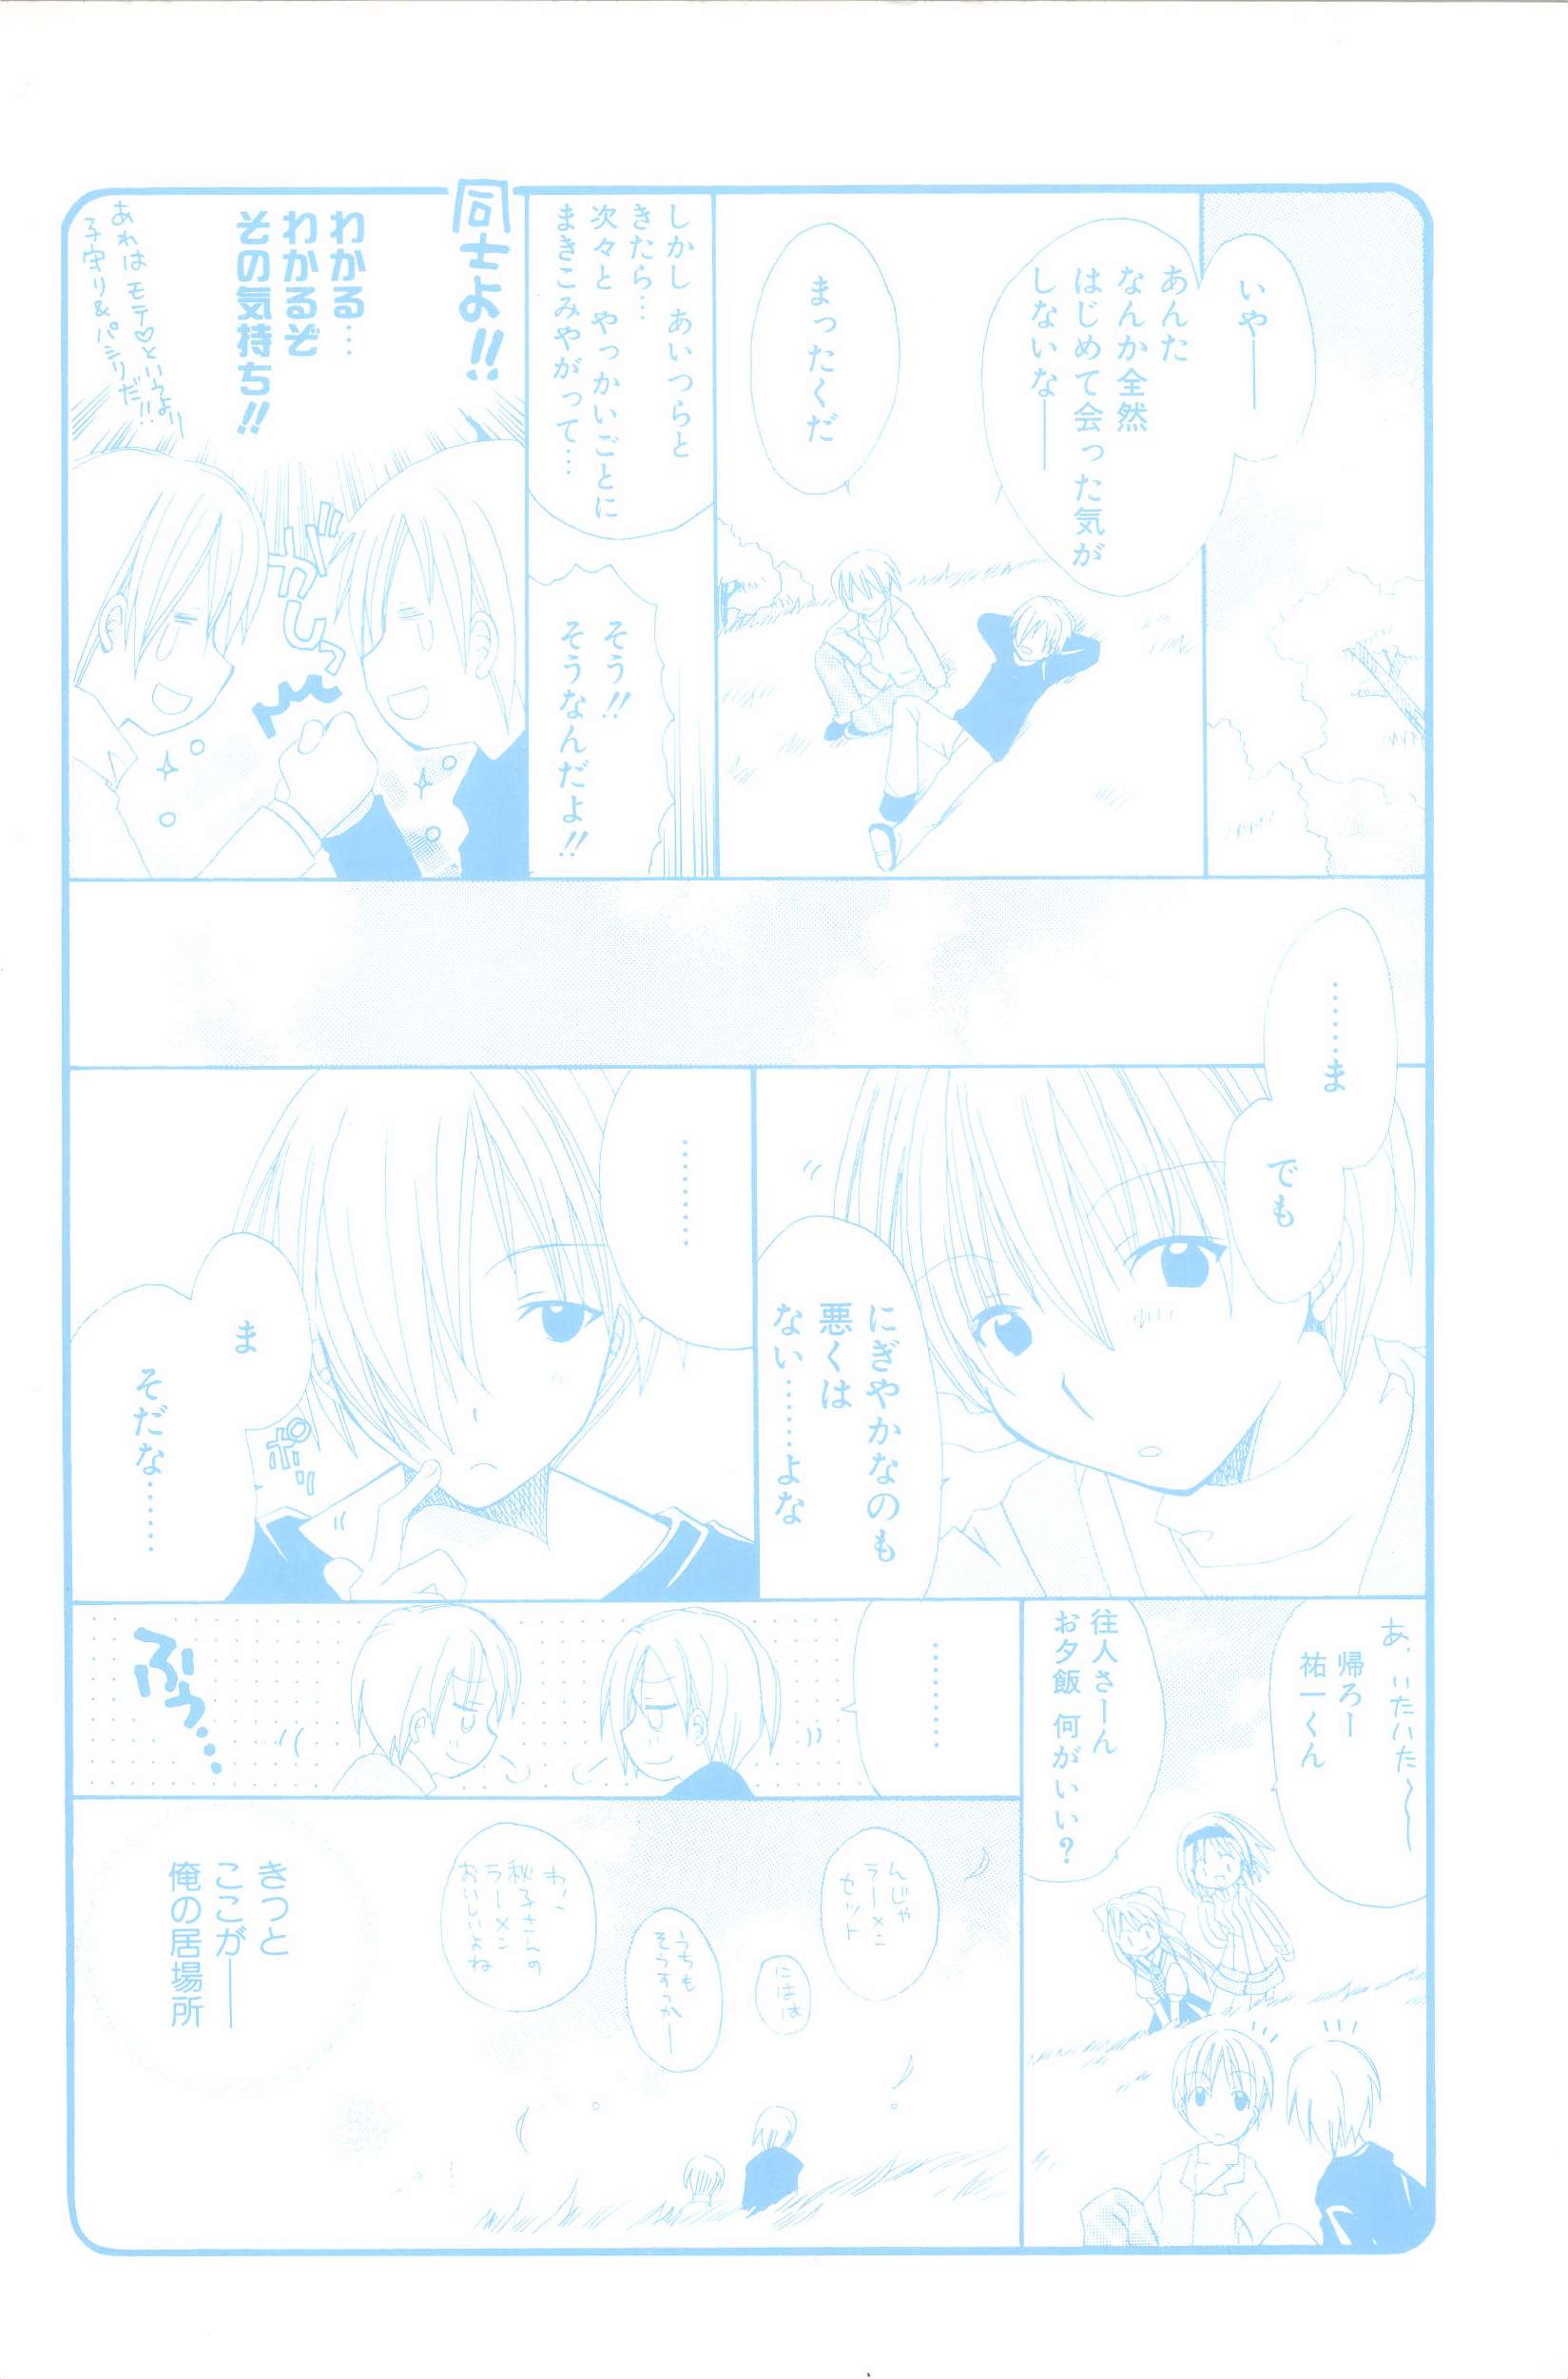 いや――
あんた
なんか全然
はじめて会った気が
しないな――
まったくだ
しかし あいつらと
きたら…
次々と やっかいごとに
まきこみやがって…
そう!!
そうなんだよ!!
同士よ!!
わかる…
わかるぞ
その気持ち!!
あれは モテ♡というより
子守り&パシリだ!!
ガシッ
………ま
でも
にぎやかなのも
悪くは
ない………よな
………
ポリ
ま
そだな………
あ、いたいた〜
帰ろー
祐一くん
往人さーん
お夕飯 何がいい?
………
ふぅ…
んじゃ
ラーメン
セット
にはは
うちも
そうすっかー
わー、
秋子さんの
ラーメン
おいしいよね
きっと
ここが――
俺の居場所